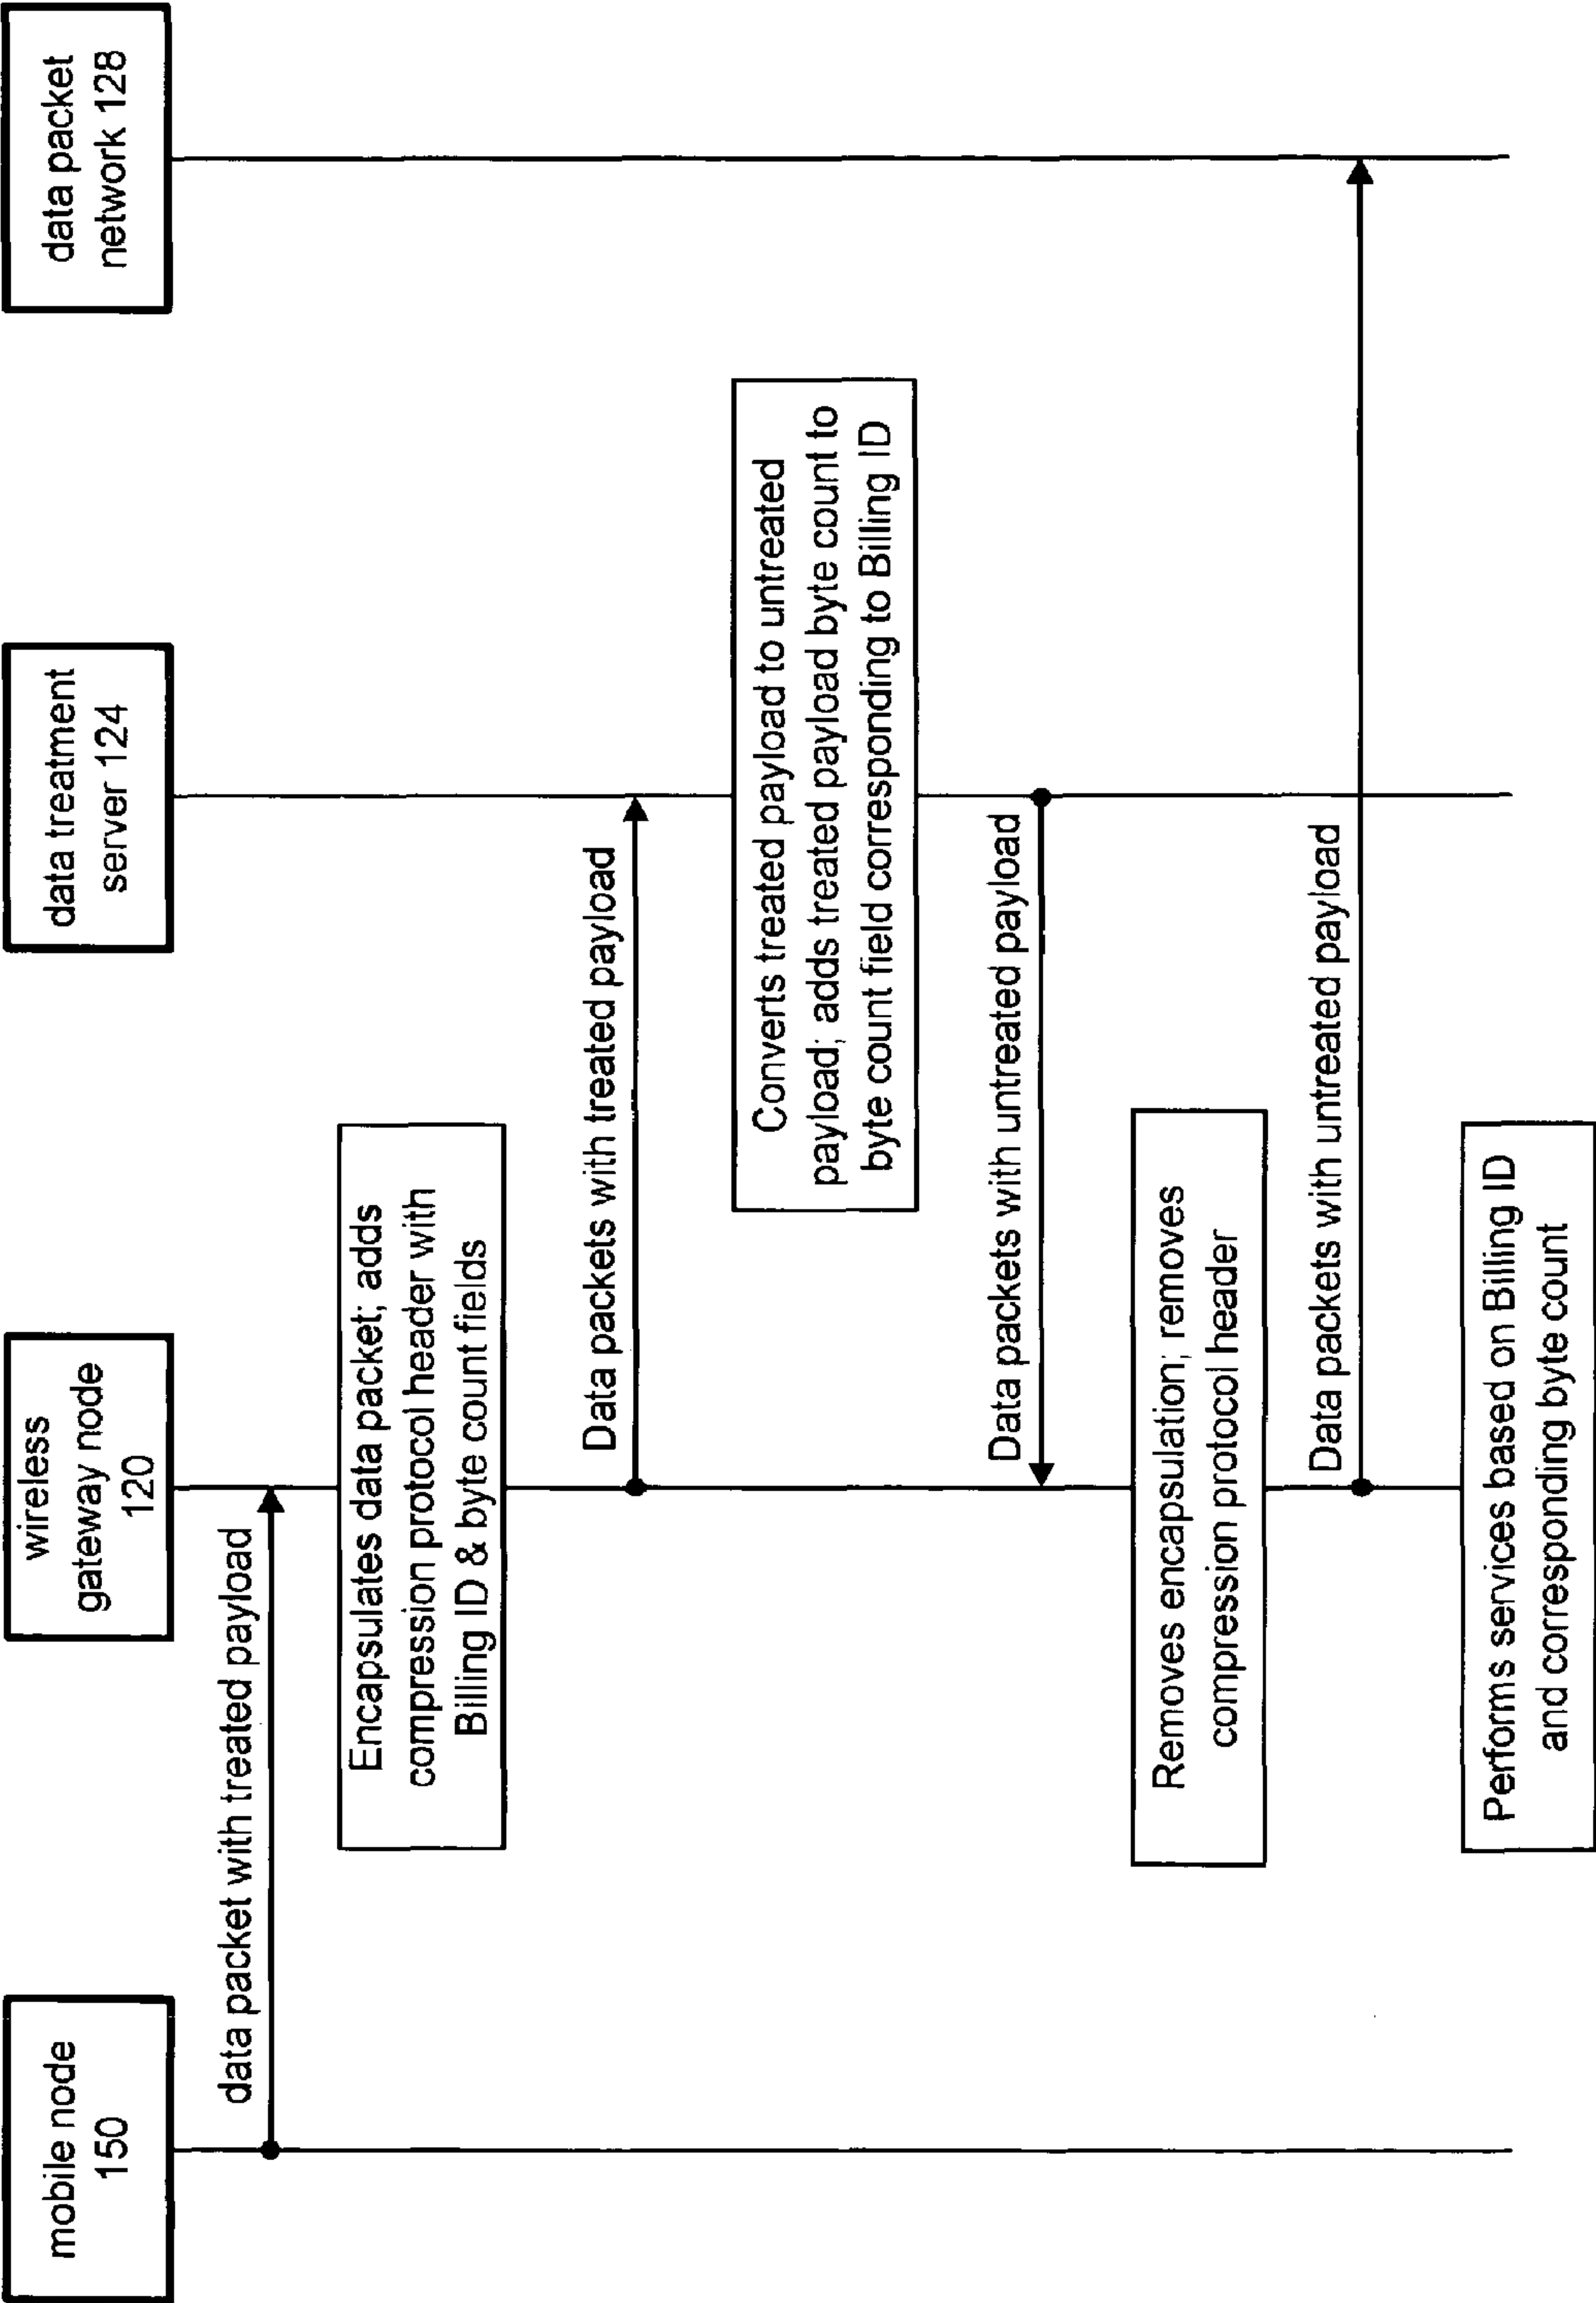 mobile node
150
wireless
gateway node
120
data treatment
server 124
data packet
network 128
data packet with treated payload
Encapsulates data packet; adds
compression protocol header with
Billing ID & byte count fields
Data packets with treated payload
Converts treated payload to untreated
payload; adds treated payload byte count to
byte count field corresponding to Billing ID
Data packets with untreated payload
Removes encapsulation; removes
compression protocol header
Data packets with untreated payload
Performs services based on Billing ID
and corresponding byte count